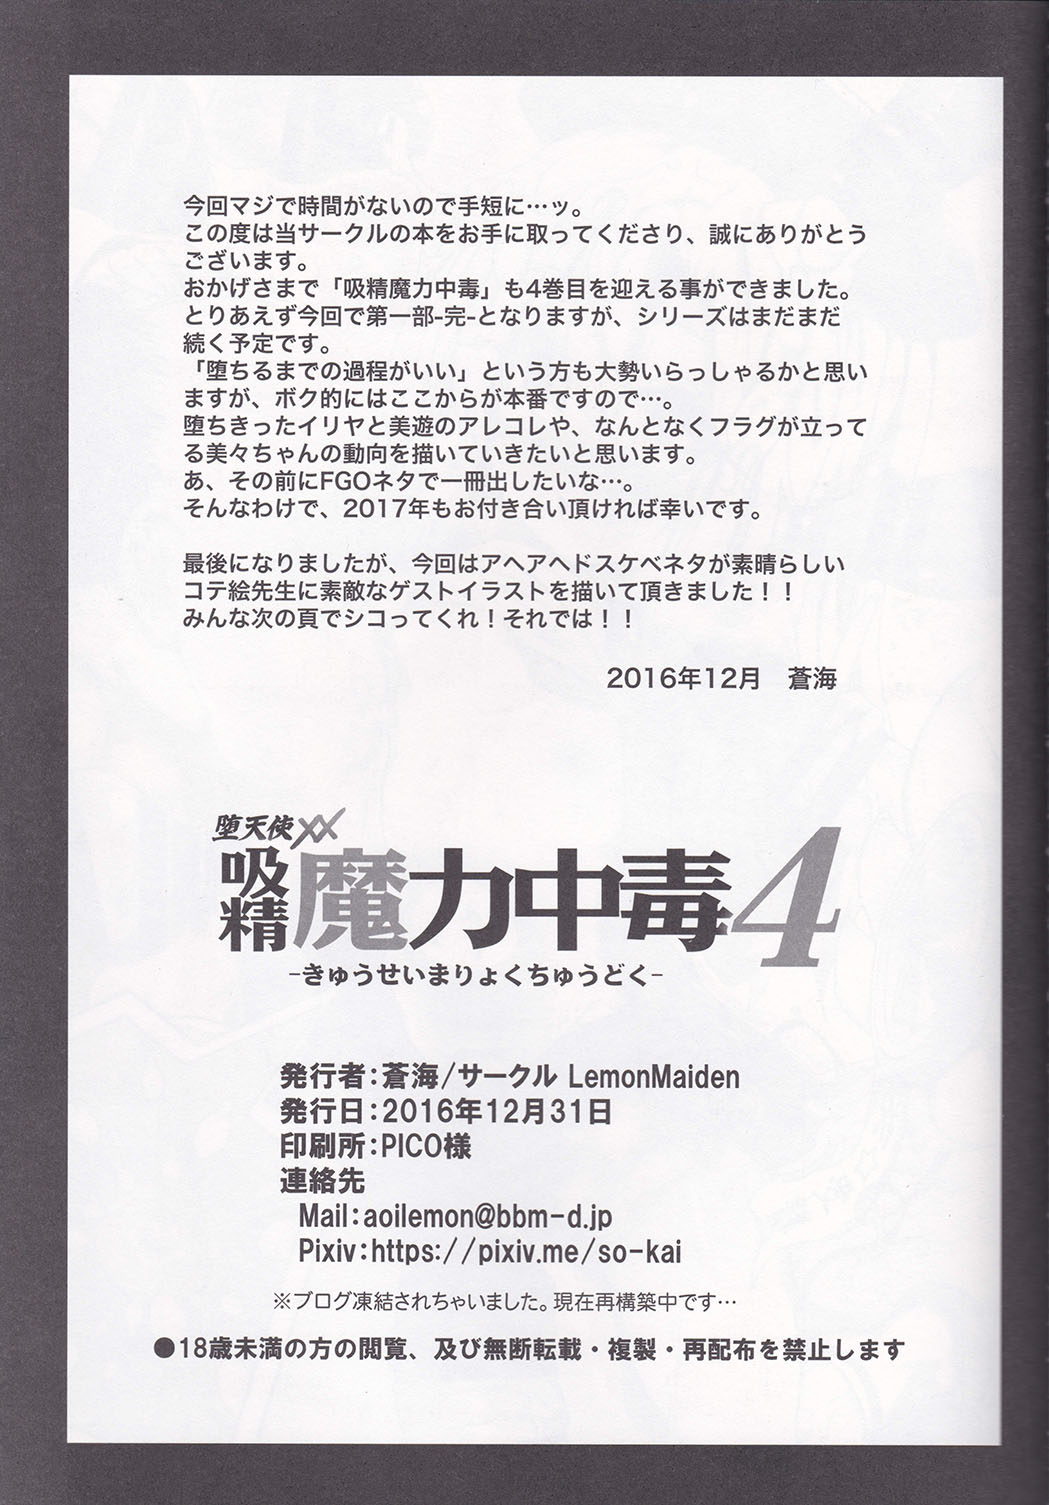 今回マジで時間がないので手短に…ッ。
この度は当サークルの本をお手に取ってくださり、誠にありがとう
ございます。
おかげさまで「吸精魔力中毒」も4巻目を迎える事ができました。
とりあえず今回で第一部-完-となりますが、シリーズはまだまだ
続く予定です。
「堕ちるまでの過程がいい」という方も大勢いらっしゃるかと思い
ますが、ボク的にはここからが本番ですので…。
堕ちきったイリヤと美遊のアレコレや、なんとなくフラグが立って
る美々ちゃんの動向を描いていきたいと思います。
あ、その前にFGOネタで一冊出したいな…。
そんなわけで、2017年もお付き合い頂ければ幸いです。
最後になりましたが、今回はアヘアヘドスケベネタが素晴らしい
コテ絵先生に素敵なゲストイラストを描いて頂きました！！
みんな次の頁でシコってくれ！それでは！！
2016年12月　蒼海
堕天使XX
吸精魔力中毒4
-きゅうせいまりょくちゅうどく-
発行者：蒼海/サークル LemonMaiden
発行日：2016年12月31日
印刷所：PICO様
連絡先
Mail：aoilemon@bbm-d.jp
Pixiv：https://pixiv.me/so-kai
※ブログ凍結されちゃいました。現在再構築中です…
●18歳未満の方の閲覧、及び無断転載・複製・再配布を禁止します